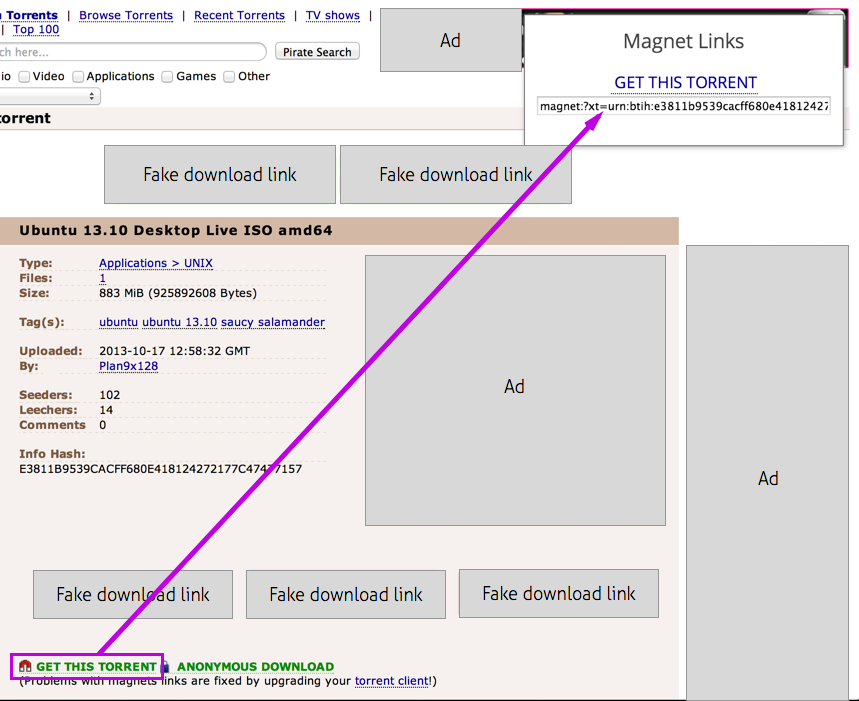 Torrents | Browse Torrents | Recent Torrents | TV shows |
| Top 100
ch here... Pirate Search
io Video Applications Games Other
torrent
Ad
Magnet Links
GET THIS TORRENT
magnet:?xt=urn:btih:e3811b9539cacff680e41812427
Fake download link
Fake download link
Ubuntu 13.10 Desktop Live ISO amd64
Type: Applications > UNIX
Files: 1
Size: 883 MiB (925892608 Bytes)
Tag(s): ubuntu ubuntu 13.10 saucy salamander
Uploaded: 2013-10-17 12:58:32 GMT
By: Plan9x128
Seeders: 102
Leechers: 14
Comments 0
Info Hash:
Ad
Ad
Fake download link
Fake download link
Fake download link
GET THIS TORRENT ANONYMOUS DOWNLOAD
(Problems with magnets links are fixed by upgrading your torrent client!)